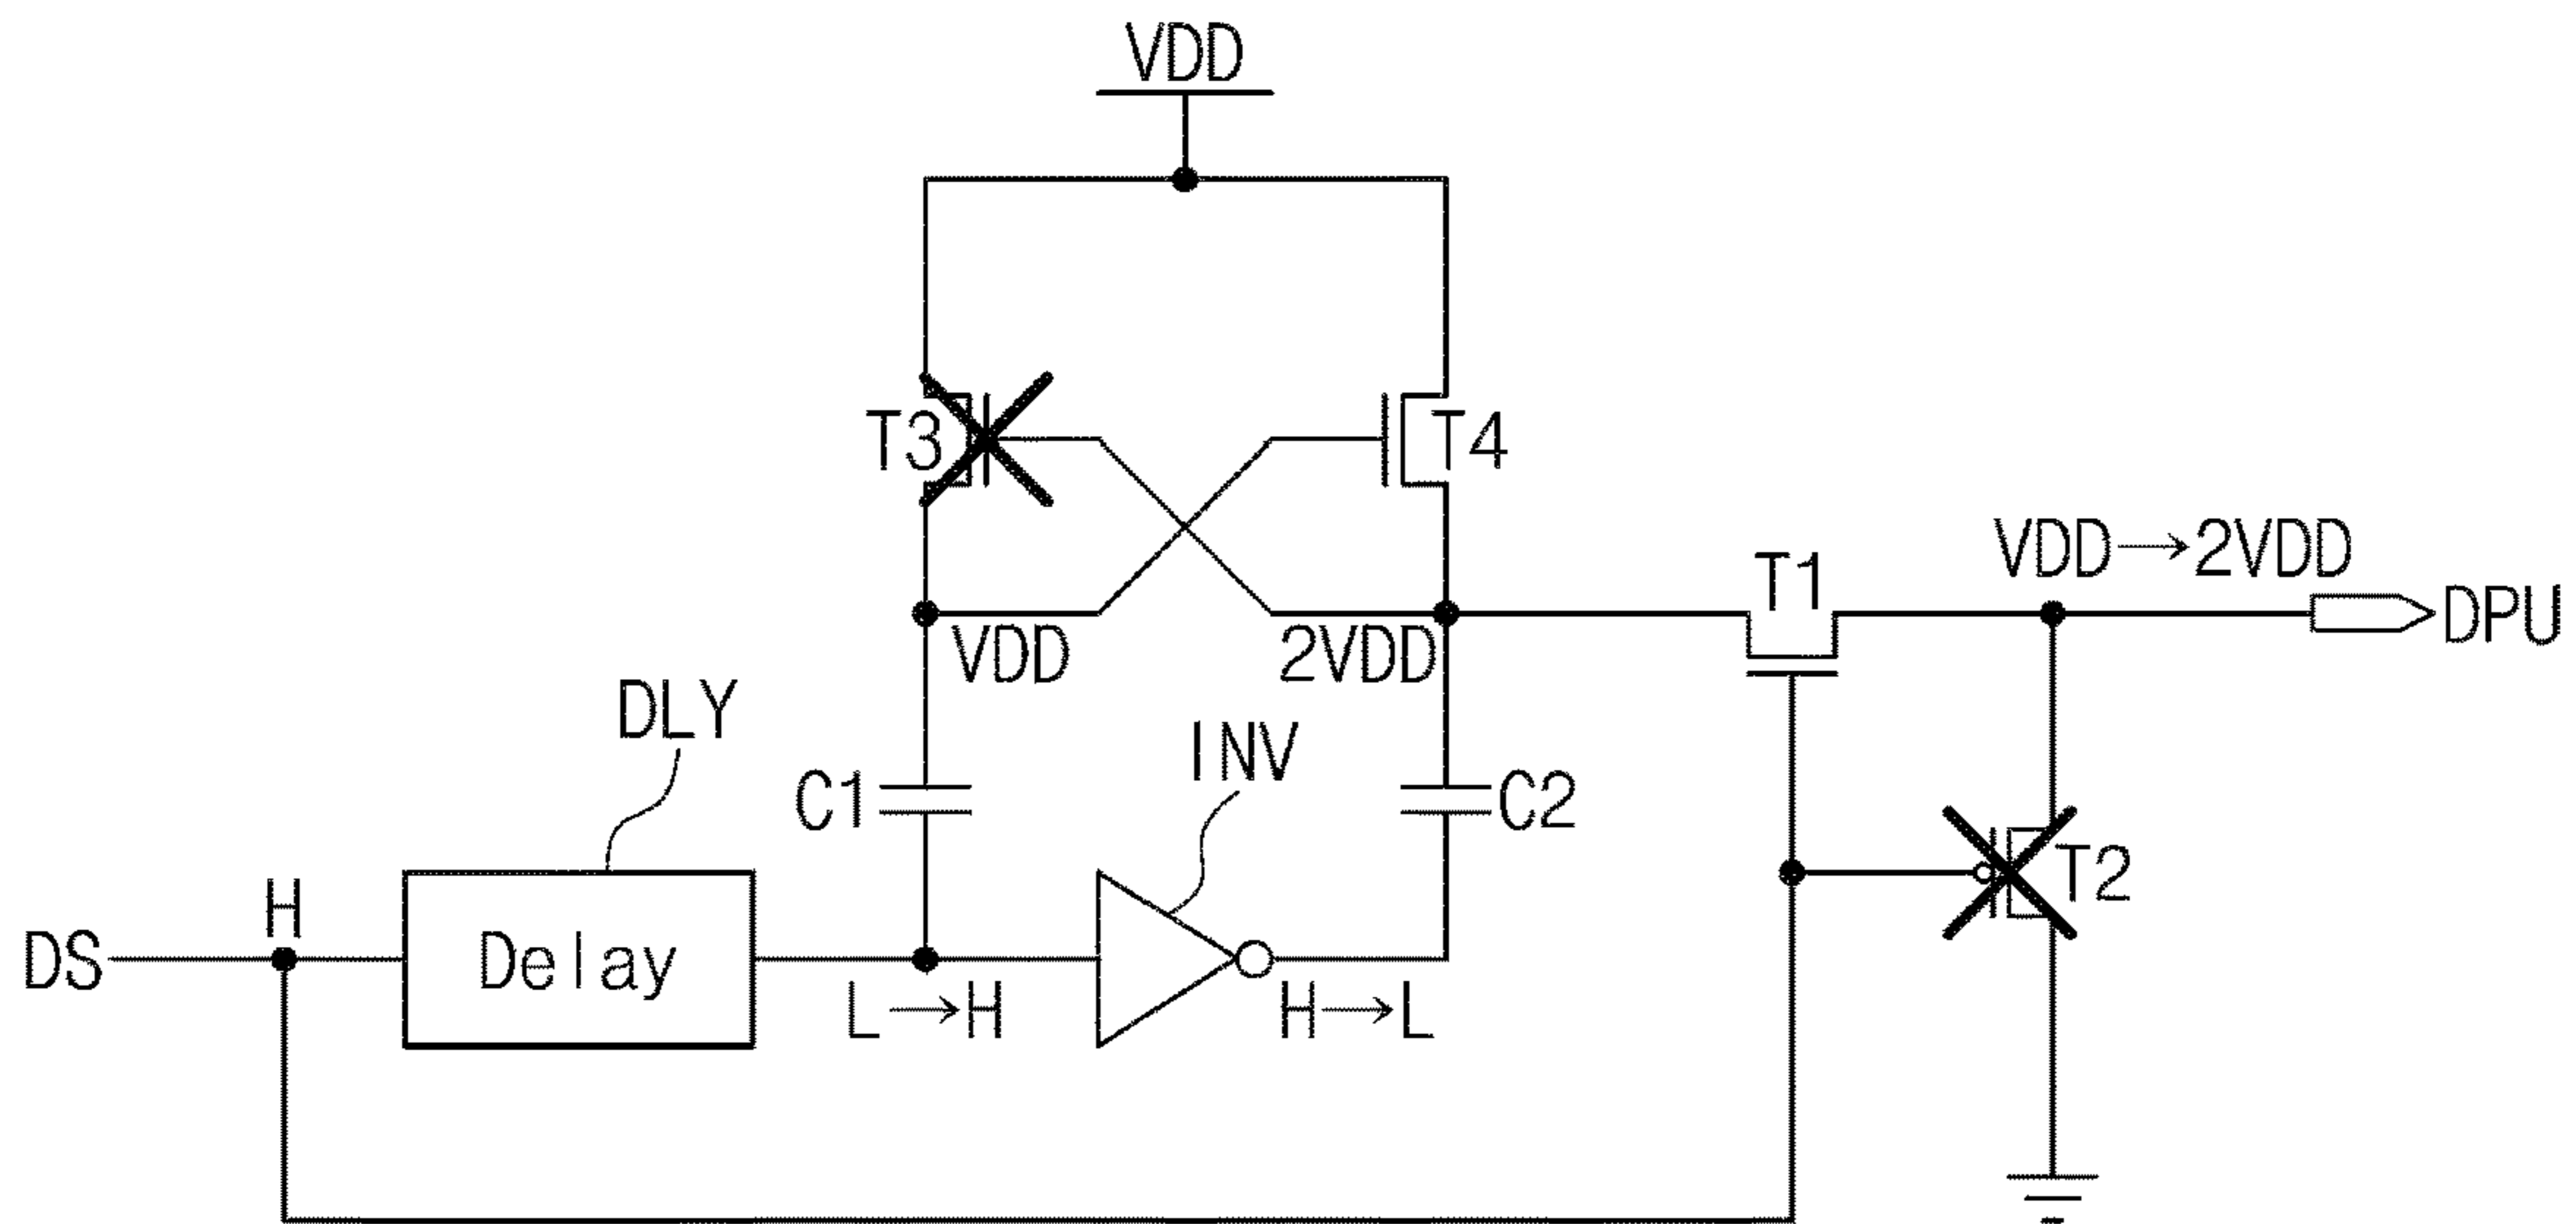 VDD
T3
T4
T1
VDD→2VDD
DPU
VDD
2VDD
DLY
INV
C1
C2
T2
H
DS
Delay
L→H
H→L